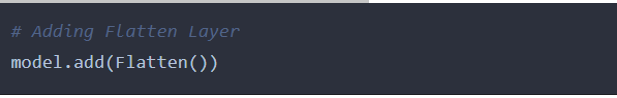 # Adding Flatten Layer
model.add(Flatten())